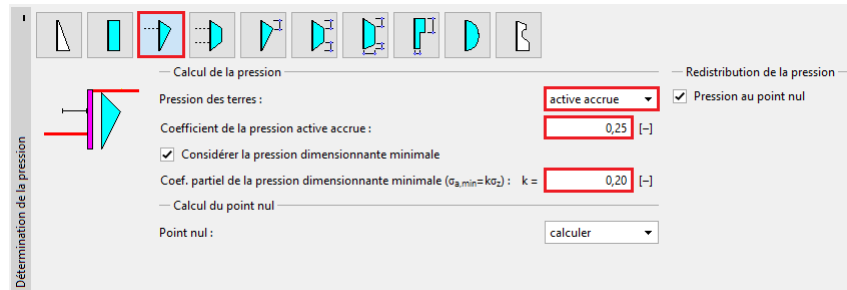 Calcul de la pression
Redistribution de la pression
Pression des terres :
active accrue
Pression au point nul
Coefficient de la pression active accrue :
0,25 [−]
Considérer la pression dimensionnante minimale
Coef. partiel de la pression dimensionnante minimale (σa,min=kσz) : k = 0,20 [−]
Calcul du point nul
Point nul :
calculer
Détermination de la pression